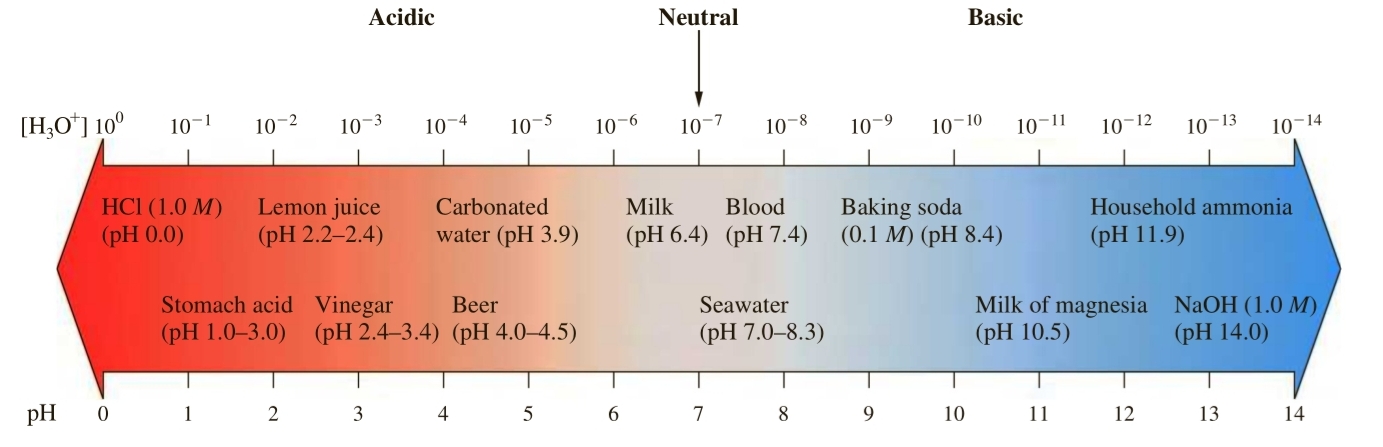 Acidic Neutral Basic
[H₃O⁺] 10⁰ 10⁻¹ 10⁻² 10⁻³ 10⁻⁴ 10⁻⁵ 10⁻⁶ 10⁻⁷ 10⁻⁸ 10⁻⁹ 10⁻¹⁰ 10⁻¹¹ 10⁻¹² 10⁻¹³ 10⁻¹⁴
HCl (1.0 M) Lemon juice Carbonated Milk Blood Baking soda Household ammonia
(pH 0.0) (pH 2.2–2.4) water (pH 3.9) (pH 6.4) (pH 7.4) (0.1 M) (pH 8.4) (pH 11.9)
Stomach acid Vinegar Beer Seawater Milk of magnesia NaOH (1.0 M)
(pH 1.0–3.0) (pH 2.4–3.4) (pH 4.0–4.5) (pH 7.0–8.3) (pH 10.5) (pH 14.0)
pH 0 1 2 3 4 5 6 7 8 9 10 11 12 13 14